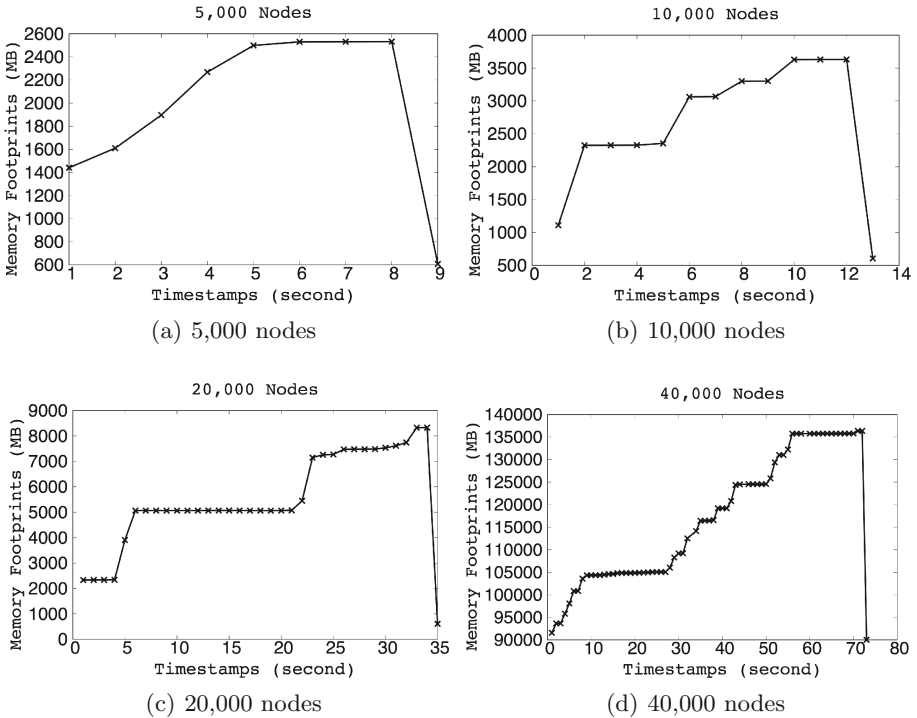 5,000 Nodes
Memory Footprints (MB)
2600
2400
2200
2000
1800
1600
1400
1200
1000
800
600
1 2 3 4 5 6 7 8 9
Timestamps (second)
(a) 5,000 nodes
10,000 Nodes
Memory Footprints (MB)
4000
3500
3000
2500
2000
1500
1000
500
0 2 4 6 8 10 12 14
Timestamps (second)
(b) 10,000 nodes
20,000 Nodes
Memory Footprints (MB)
9000
8000
7000
6000
5000
4000
3000
2000
1000
0
0 5 10 15 20 25 30 35
Timestamps (second)
(c) 20,000 nodes
40,000 Nodes
Memory Footprints (MB)
140000
135000
130000
125000
120000
115000
110000
105000
100000
95000
90000
0 10 20 30 40 50 60 70 80
Timestamps (second)
(d) 40,000 nodes